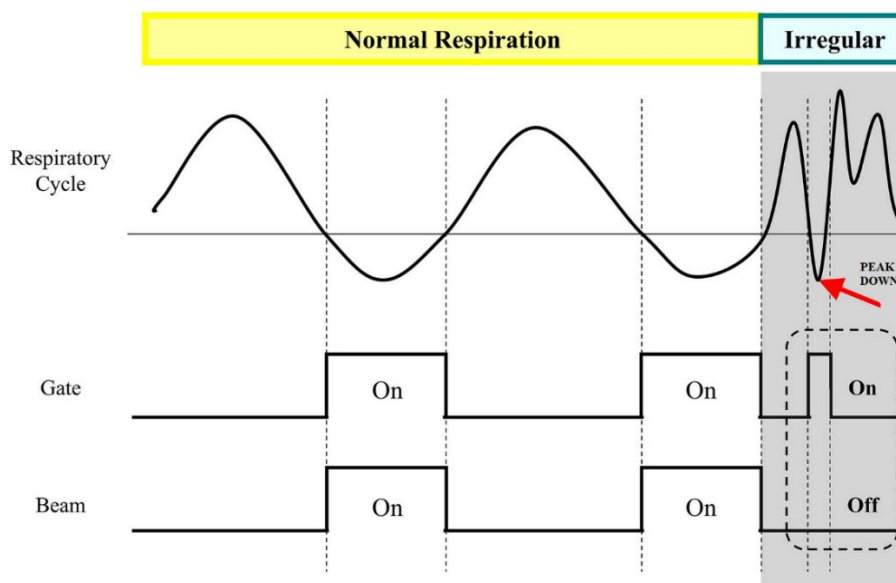 Normal Respiration
Irregular
Respiratory
Cycle
PEAK
DOWN
Gate
On
On
On
Beam
On
On
Off